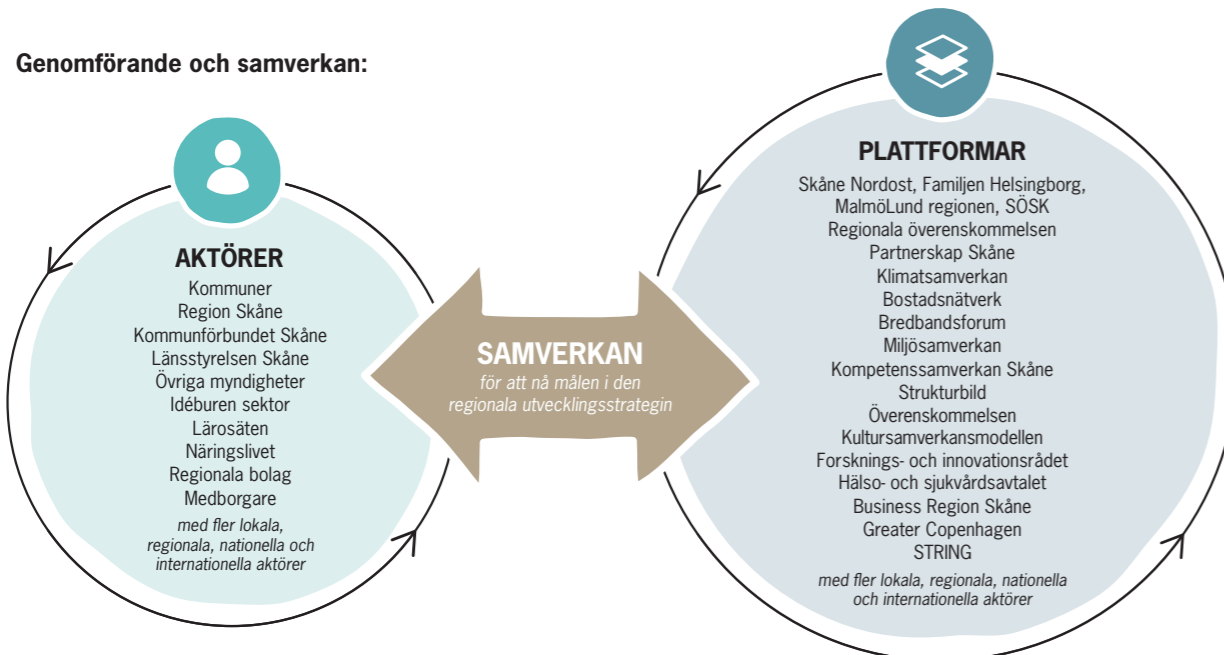 Genomförande och samverkan:
AKTÖRER
Kommuner
Region Skåne
Kommunförbundet Skåne
Länsstyrelsen Skåne
Övriga myndigheter
Idéburen sektor
Lärosäten
Näringslivet
Regionala bolag
Medborgare
med fler lokala,
regionala, nationella och
internationella aktörer
SAMVERKAN
för att nå målen i den
regionala utvecklingsstrategin
PLATTFORMAR
Skåne Nordost, Familjen Helsingborg,
MalmöLund regionen, SÖSK
Regionala överenskommelsen
Partnerskap Skåne
Klimatsamverkan
Bostadsnätverk
Bredbandsforum
Miljösamverkan
Kompetenssamverkan Skåne
Strukturbild
Överenskommelsen
Kultursamverkansmodellen
Forsknings- och innovationsrådet
Hälso- och sjukvårdsavtalet
Business Region Skåne
Greater Copenhagen
STRING
med fler lokala, regionala, nationella
och internationella aktörer